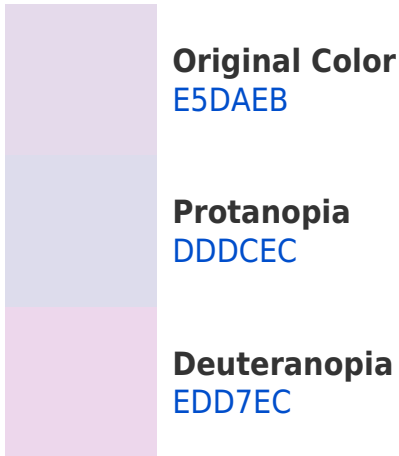 Original Color
E5DAEB
Protanopia
DDDCEC
Deuteranopia
EDD7EC